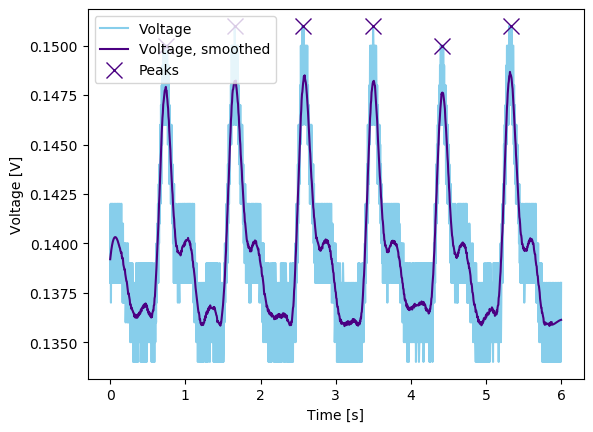 Voltage
Voltage, smoothed
Peaks
0.1500
0.1475
0.1450
0.1425
0.1400
0.1375
0.1350
Voltage [V]
0 1 2 3 4 5 6
Time [s]